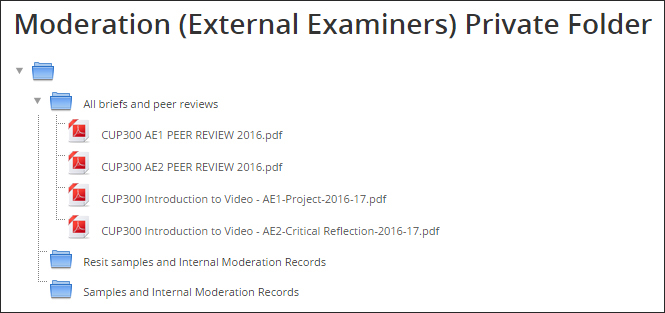 Moderation (External Examiners) Private Folder
All briefs and peer reviews
CUP300 AE1 PEER REVIEW 2016.pdf
CUP300 AE2 PEER REVIEW 2016.pdf
CUP300 Introduction to Video - AE1-Project-2016-17.pdf
CUP300 Introduction to Video - AE2-Critical Reflection-2016-17.pdf
Resit samples and Internal Moderation Records
Samples and Internal Moderation Records